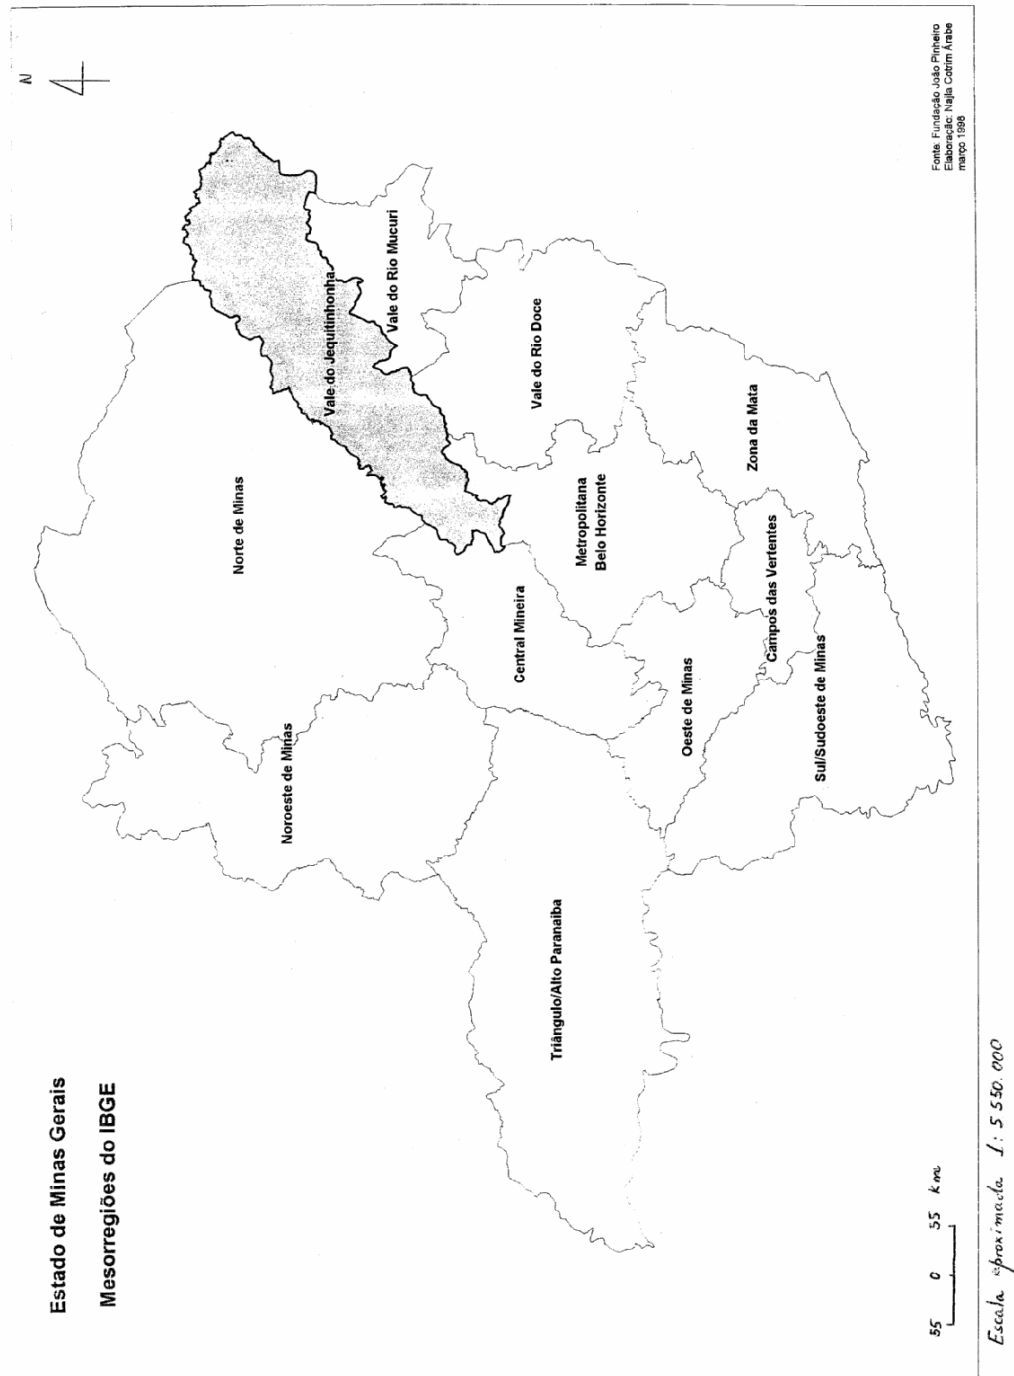 Estado de Minas Gerais
Mesorregiões do IBGE
N
Norte de Minas
Noroeste de Minas
Vale do Jequitinhonha
Vale do Rio Mucuri
Vale do Rio Doce
Central Mineira
Metropolitana
Belo Horizonte
Triângulo/Alto Paranaiba
Oeste de Minas
Zona da Mata
Campos das Vertentes
Sul/Sudoeste de Minas
55 0 55 km
Fonte: Fundação João Pinheiro
Elaboração: Najla Cotrim Árabe
março 1998
Escala aproximada 1: 5 550.000